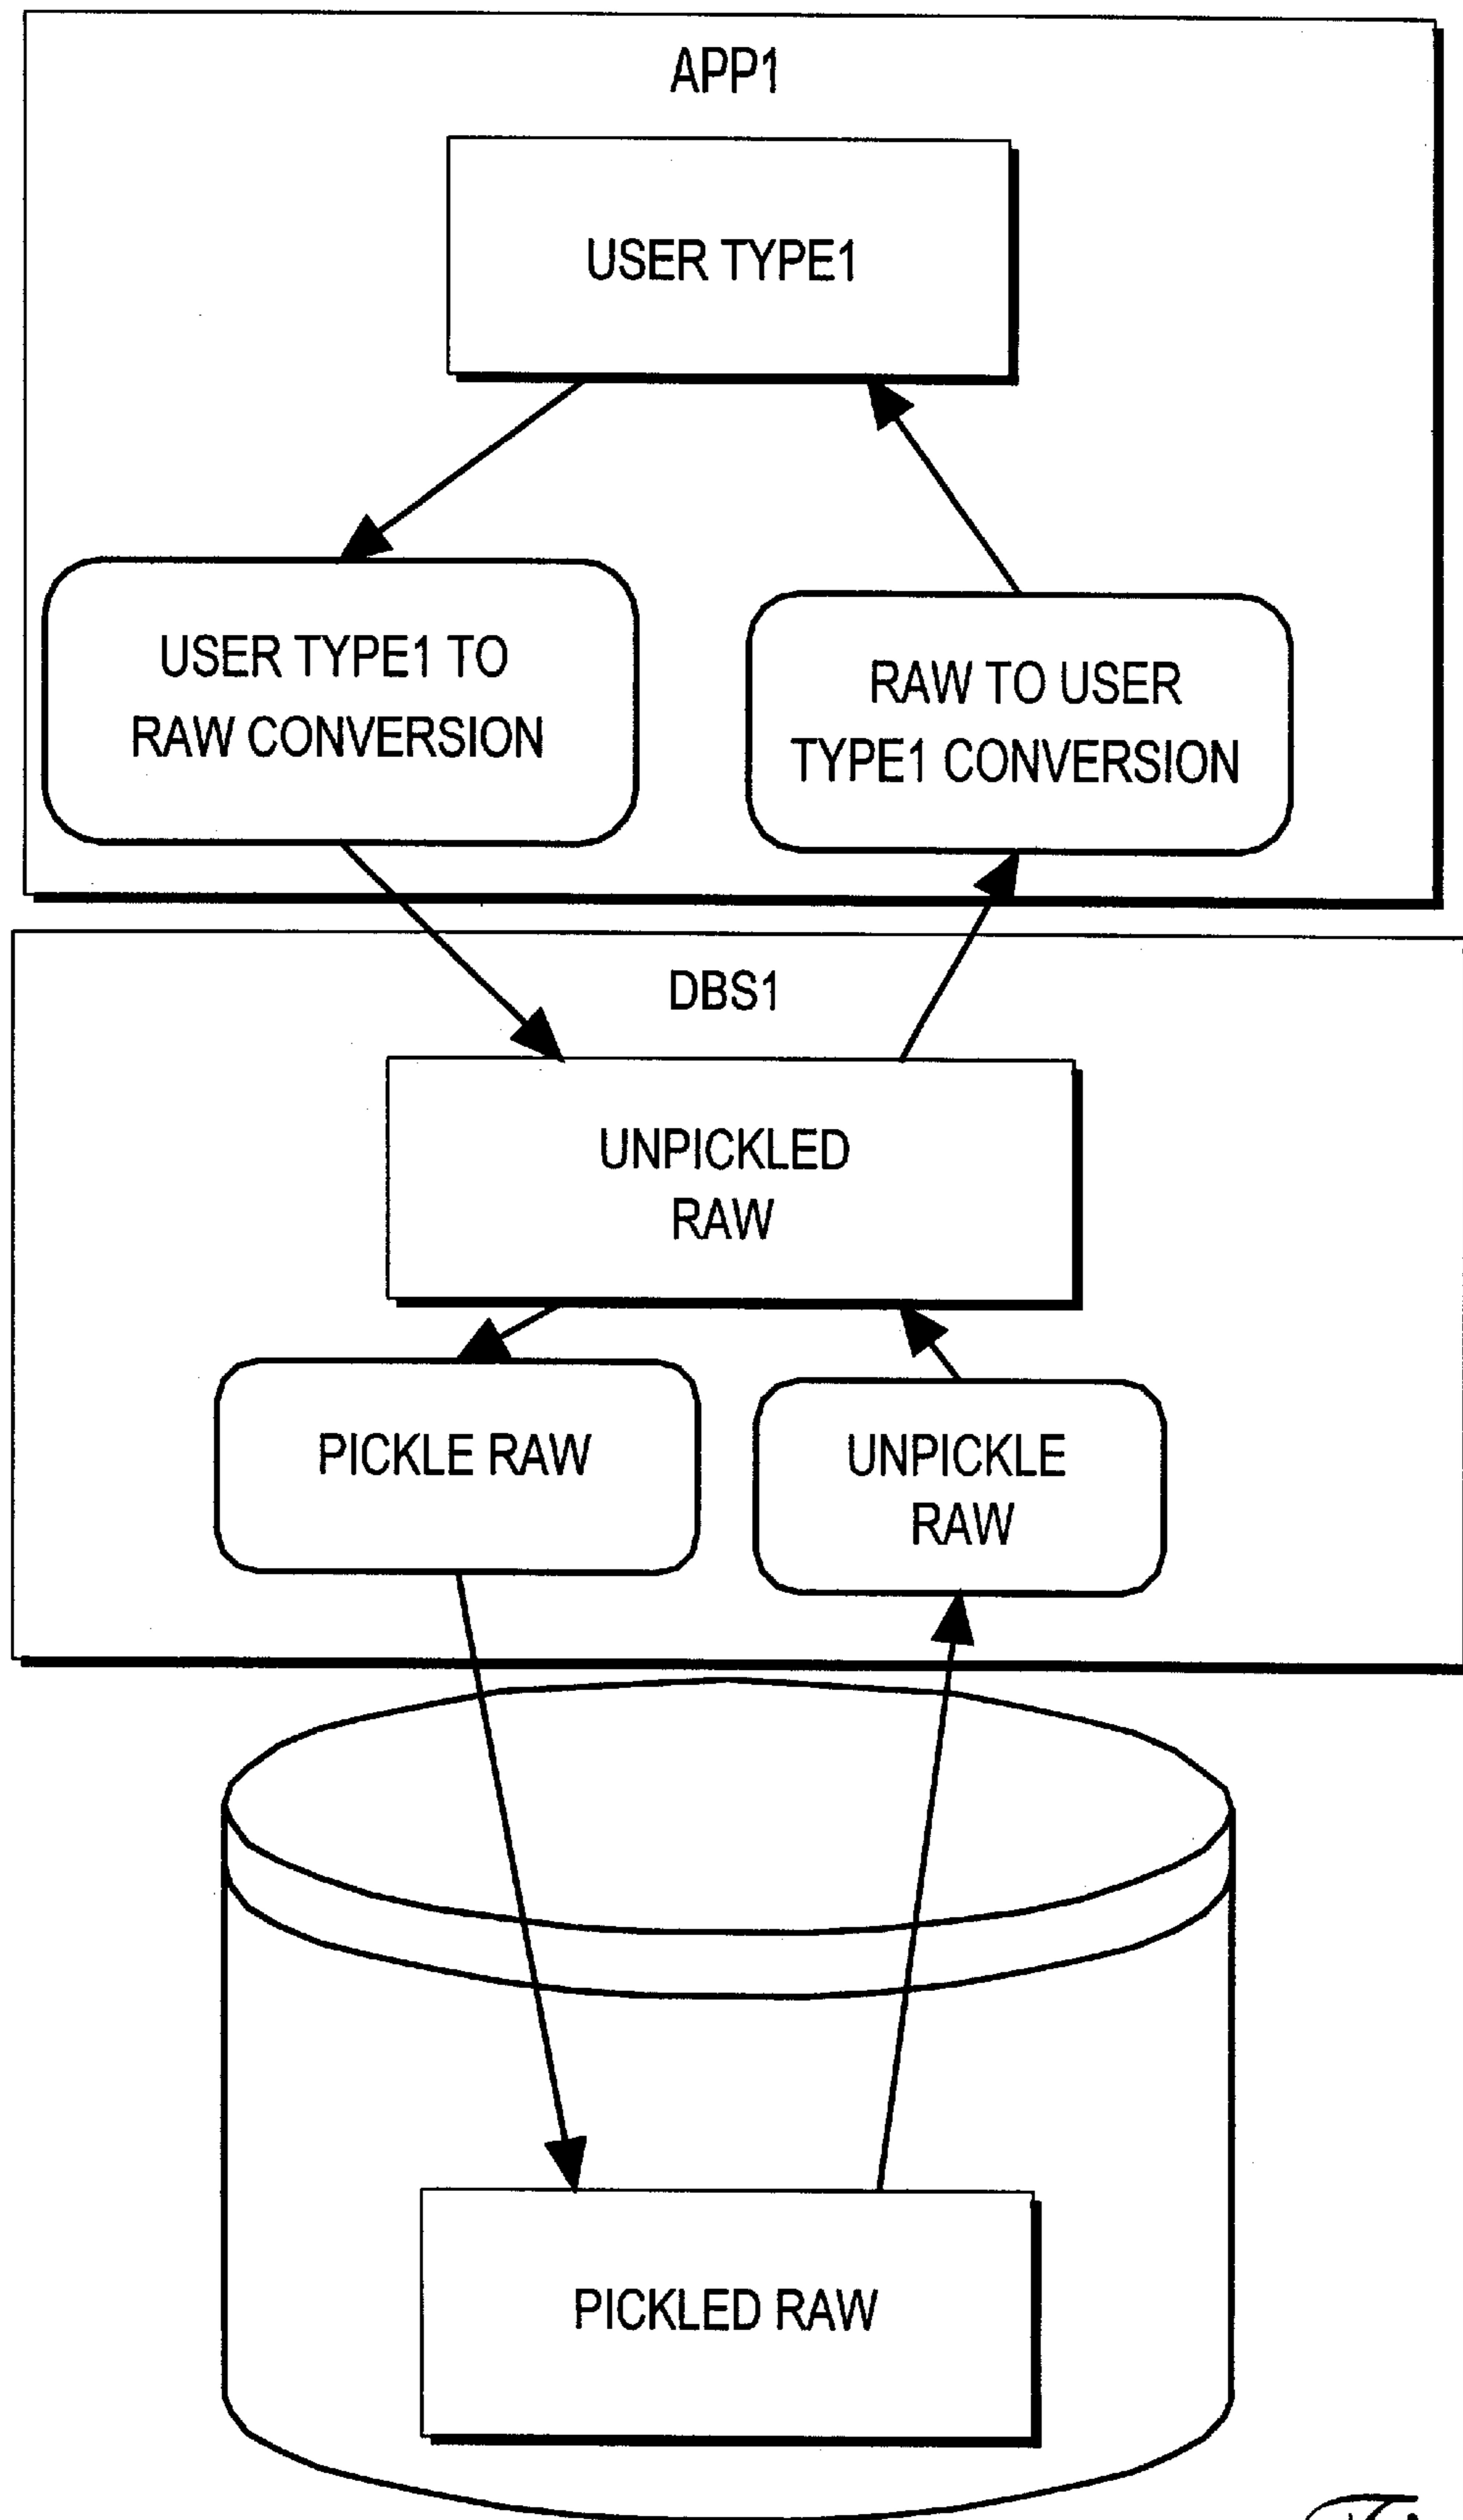 APP1
USER TYPE1
USER TYPE1 TO
RAW CONVERSION
RAW TO USER
TYPE1 CONVERSION
DBS1
UNPICKLED
RAW
PICKLE RAW
UNPICKLE
RAW
PICKLED RAW